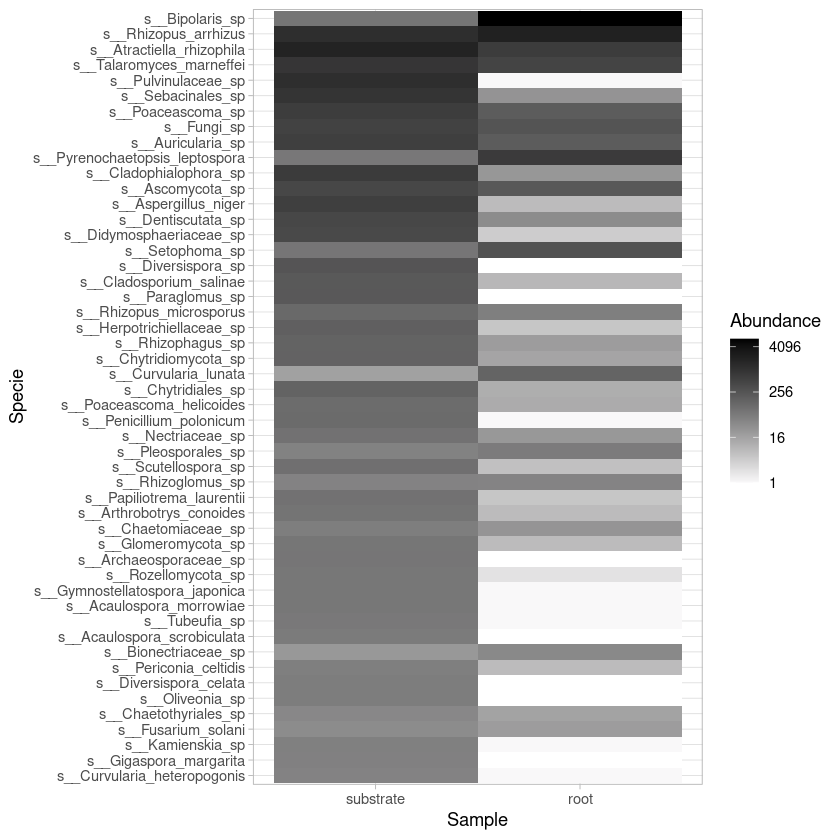 s__Bipolaris_sp
s__Rhizopus_arrhizus
s__Atractiella_rhizophila
s__Talaromyces_marneffei
s__Pulvinulaceae_sp
s__Sebacinales_sp
s__Poaceascoma_sp
s__Fungi_sp
s__Auricularia_sp
s__Pyrenochaetopsis_leptospora
s__Cladophialophora_sp
s__Ascomycota_sp
s__Aspergillus_niger
s__Dentiscutata_sp
s__Didymosphaeriaceae_sp
s__Setophoma_sp
s__Diversispora_sp
s__Cladosporium_salinae
s__Paraglomus_sp
s__Rhizopus_microsporus
s__Herpotrichiellaceae_sp
s__Rhizophagus_sp
s__Chytridiomycota_sp
s__Curvularia_lunata
s__Chytridiales_sp
s__Poaceascoma_helicoides
s__Penicillium_polonicum
s__Nectriaceae_sp
s__Pleosporales_sp
s__Scutellospora_sp
s__Rhizoglomus_sp
s__Papiliotrema_laurentii
s__Arthrobotrys_conoides
s__Chaetomiaceae_sp
s__Glomeromycota_sp
s__Archaeosporaceae_sp
s__Rozellomycota_sp
s__Gymnostellatospora_japonica
s__Acaulospora_morrowiae
s__Tubeufia_sp
s__Acaulospora_scrobiculata
s__Bionectriaceae_sp
s__Periconia_celtidis
s__Diversispora_celata
s__Oliveonia_sp
s__Chaetothyriales_sp
s__Fusarium_solani
s__Kamienskia_sp
s__Gigaspora_margarita
s__Curvularia_heteropogonis
Specie
substrate root
Sample
Abundance
4096
256
16
1